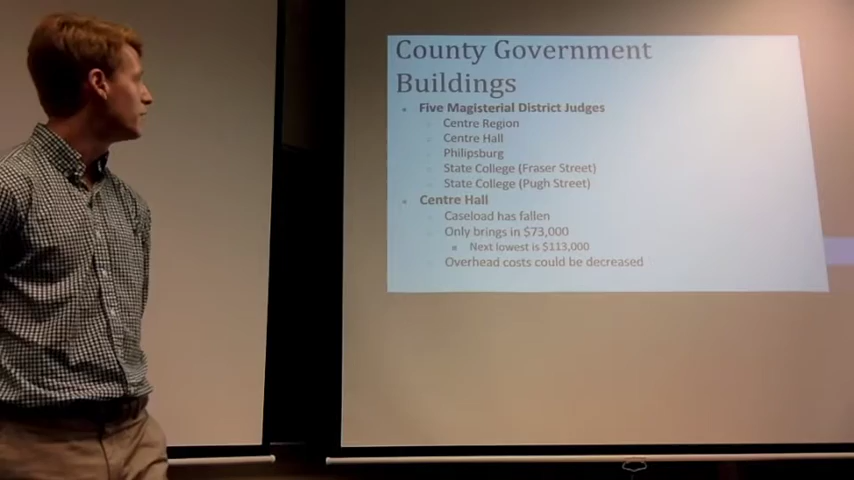 County Government
Buildings
Five Magisterial District Judges
Centre Region
Centre Hall
Philipsburg
State College (Fraser Street)
State College (Pugh Street)
Centre Hall
Caseload has fallen
Only brings in $73,000
Next lowest is $113,000
Overhead costs could be decreased